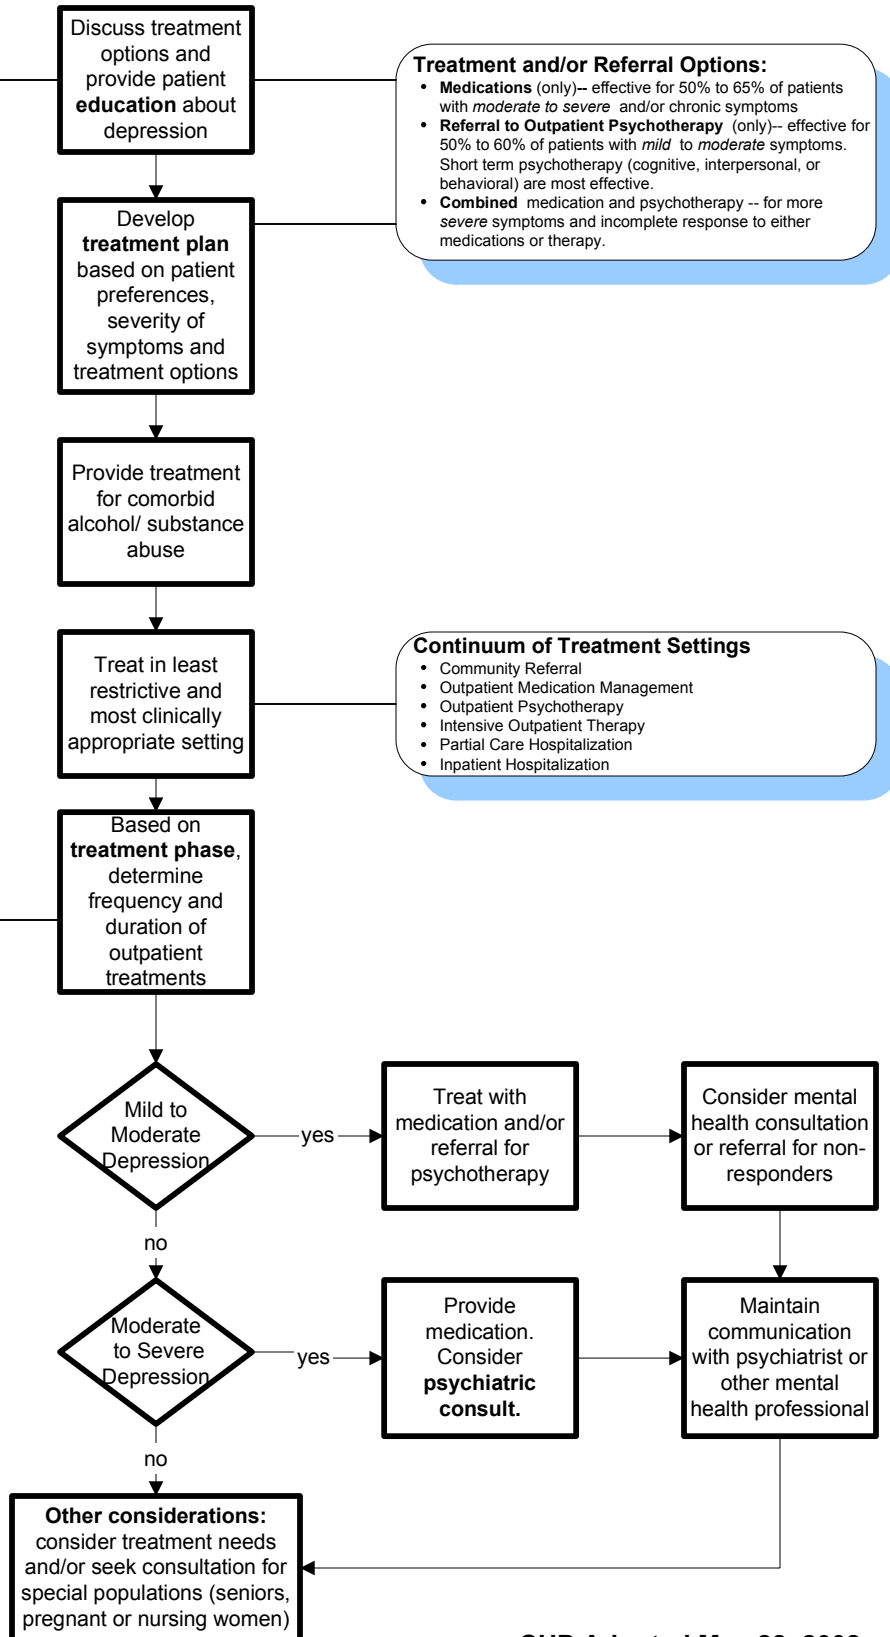 Discuss treatment
options and
provide patient
education about
depression
Treatment and/or Referral Options:
• Medications (only)-- effective for 50% to 65% of patients
with moderate to severe and/or chronic symptoms
• Referral to Outpatient Psychotherapy (only)-- effective for
50% to 60% of patients with mild to moderate symptoms.
Short term psychotherapy (cognitive, interpersonal, or
behavioral) are most effective.
• Combined medication and psychotherapy -- for more
severe symptoms and incomplete response to either
medications or therapy.
Develop
treatment plan
based on patient
preferences,
severity of
symptoms and
treatment options
Provide treatment
for comorbid
alcohol/ substance
abuse
Treat in least
restrictive and
most clinically
appropriate setting
Continuum of Treatment Settings
• Community Referral
• Outpatient Medication Management
• Outpatient Psychotherapy
• Intensive Outpatient Therapy
• Partial Care Hospitalization
• Inpatient Hospitalization
Based on
treatment phase,
determine
frequency and
duration of
outpatient
treatments
Mild to
Moderate
Depression
yes
Treat with
medication and/or
referral for
psychotherapy
Consider mental
health consultation
or referral for non-
responders
no
Moderate
to Severe
Depression
yes
Provide
medication.
Consider
psychiatric
consult.
Maintain
communication
with psychiatrist or
other mental
health professional
no
Other considerations:
consider treatment needs
and/or seek consultation for
special populations (seniors,
pregnant or nursing women)